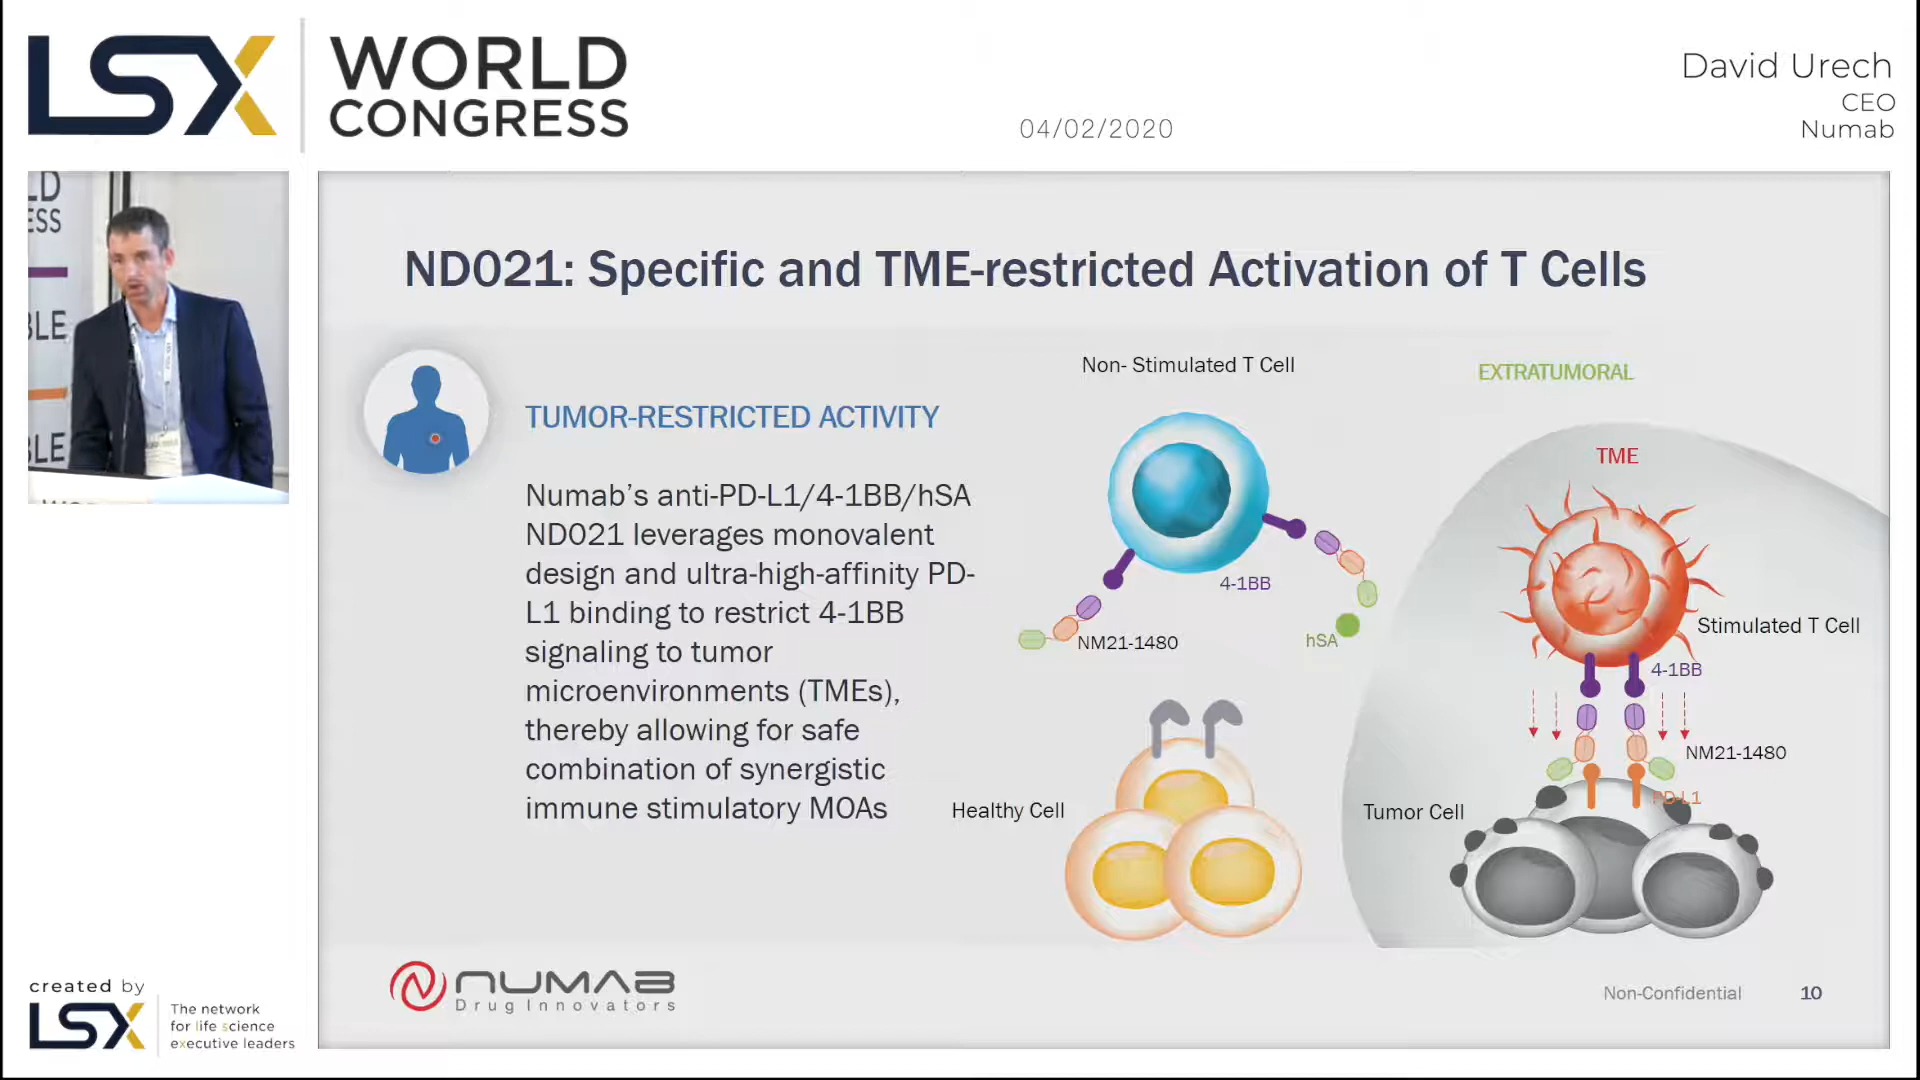 LSX
WORLD
CONGRESS
04/02/2020
David Urech
CEO
Numab
LD
ESS
BLE
BLE
ND021: Specific and TME-restricted Activation of T Cells
TUMOR-RESTRICTED ACTIVITY
Numab’s anti-PD-L1/4-1BB/hSA
ND021 leverages monovalent
design and ultra-high-affinity PD-
L1 binding to restrict 4-1BB
signaling to tumor
microenvironments (TMEs),
thereby allowing for safe
combination of synergistic
immune stimulatory MOAs
Non- Stimulated T Cell
4-1BB
NM21-1480
hSA
Healthy Cell
EXTRATUMORAL
TME
Stimulated T Cell
4-1BB
NM21-1480
PD-L1
Tumor Cell
NUMAB
Drug Innovators
Non-Confidential 10
created by
LSX
The network
for life science
executive leaders